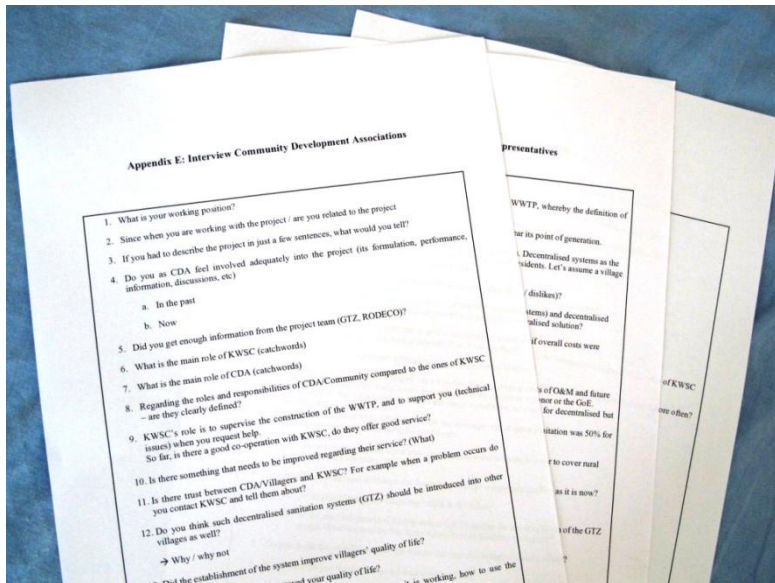 Appendix E: Interview Community Development Associations
1. What is your working position?
2. Since when you are working with the project / are you related to the project
3. If you had to describe the project in just a few sentences, what would you tell?
4. Do you as CDA feel involved adequately into the project (its formulation, performance,
information, discussions, etc)
a. In the past
b. Now
5. Did you get enough information from the project team (GTZ, RODECO)?
6. What is the main role of KWSC (catchwords)
7. What is the main role of CDA (catchwords)
8. Regarding the roles and responsibilities of CDA/Community compared to the ones of KWSC
– are they clearly defined?
9. KWSC's role is to supervise the construction of the WWTP, and to support you (technical
issues) when you request help.
So far, is there a good co-operation with KWSC, do they offer good service?
10. Is there something that needs to be improved regarding their service? (What)
11. Is there trust between CDA/Villagers and KWSC? For example when a problem occurs do
you contact KWSC and tell them about?
12. Do you think such decentralised sanitation systems (GTZ) should be introduced into other
villages as well?
→ Why / why not
Did the establishment of the system improve villagers' quality of life?
your quality of life?
is working, how to use the
presentatives
WWTP, whereby the definition of
its point of generation.
Decentralised systems as the
Let's assume a village
/ dislikes)?
and decentralised
solution?
if overall costs were
of O&M and future
or the GoE.
for decentralised but
was 50% for
to cover rural
as it is now?
of the GTZ
?
of KWSC
more often?